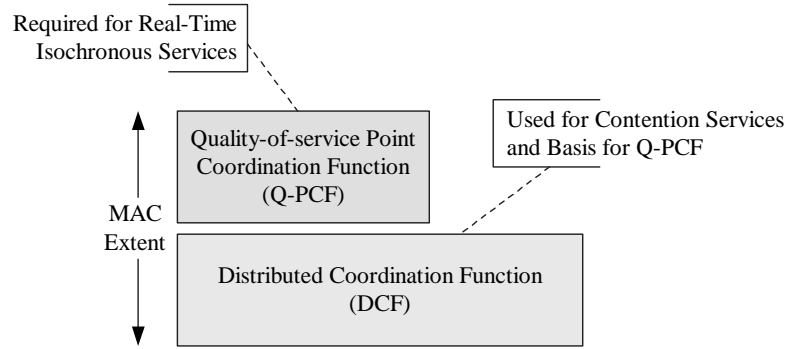 Required for Real-Time
Isochronous Services
Quality-of-service Point
Coordination Function
(Q-PCF)
Used for Contention Services
and Basis for Q-PCF
MAC
Extent
Distributed Coordination Function
(DCF)